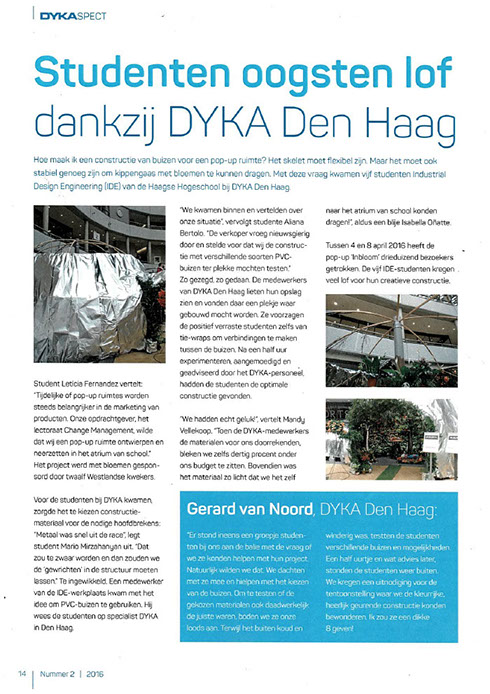 DYKASPECT
Studenten oogsten lof
dankzij DYKA Den Haag
Hoe maak ik een constructie van buizen voor een pop-up ruimte? Het skelet moet flexibel zijn. Maar het moet ook
stabiel genoeg zijn om kippengaas met bloemen te kunnen dragen. Met deze vraag kwamen vijf studenten Industrial
Design Engineering (IDE) van de Haagse Hogeschool bij DYKA Den Haag.
Student Leticia Fernandez vertelt:
"Tijdelijke of pop-up ruimtes worden
steeds belangrijker in de marketing van
producten. Onze opdrachtgever, het
lectoraat Change Management, wilde
dat wij een pop-up ruimte ontwierpen en
neerzetten in het atrium van school."
Het project werd met bloemen gespon-
sord door twaalf Westlandse kwekers.
Voor de studenten bij DYKA kwamen,
zorgde het te kiezen constructie-
materiaal voor de nodige hoofdbrekens:
"Metaal was snel uit de race", legt
student Mario Mirzahanyan uit. "Dat
zou te zwaar worden en dan zouden we
de 'gewrichten' in de structuur moeten
lassen." Te ingewikkeld. Een medewerker
van de IDE-werkplaats kwam met het
idee om PVC-buizen te gebruiken. Hij
wees de studenten op specialist DYKA
in Den Haag.
"We kwamen binnen en vertelden over
onze situatie", vervolgt studente Aliana
Bertolo. "De verkoper vroeg nieuwsgierig
door en stelde voor dat wij de construc-
tie met verschillende soorten PVC-
buizen ter plekke mochten testen."
Zo gezegd, zo gedaan. De medewerkers
van DYKA Den Haag lieten hun opslag
zien en vonden daar een plekje waar
gebouwd mocht worden. Ze voorzagen
de positief verraste studenten zelfs van
tie-wraps om verbindingen te maken
tussen de buizen. Na een half uur
experimenteren, aangemoedigd en
geadviseerd door het DYKA-personeel,
hadden de studenten de optimale
constructie gevonden.
"We hadden echt geluk!", vertelt Mandy
Vellekoop. "Toen de DYKA-medewerkers
de materialen voor ons doorrekenden,
bleken we zelfs dertig procent onder
ons budget te zitten. Bovendien was
het materiaal zo licht dat we het zelf
naar het atrium van school konden
dragen!", aldus een blije Isabella Oñatte.
Tussen 4 en 8 april 2016 heeft de
pop-up 'Inbloom' drieduizend bezoekers
getrokken. De vijf IDE-studenten kregen
veel lof voor hun creatieve constructie.
Gerard van Noord, DYKA Den Haag:
"Er stond ineens een groepje studen-
ten bij ons aan de balie met de vraag of
we ze konden helpen met hun project.
Natuurlijk wilden we dat. We dachten
met ze mee en hielpen met het kiezen
van de buizen. Om te testen of de
gekozen materialen ook daadwerkelijk
de juiste waren, boden we ze onze
loods aan. Terwijl het buiten koud en
winderig was, testten de studenten
verschillende buizen en mogelijkheden.
Een half uurtje en wat advies later,
stonden de studenten weer buiten.
We kregen een uitnodiging voor de
tentoonstelling waar we de kleurrijke,
heerlijk geurende constructie konden
bewonderen. Ik zou ze een dikke
8 geven!
14 | Nummer 2 | 2016